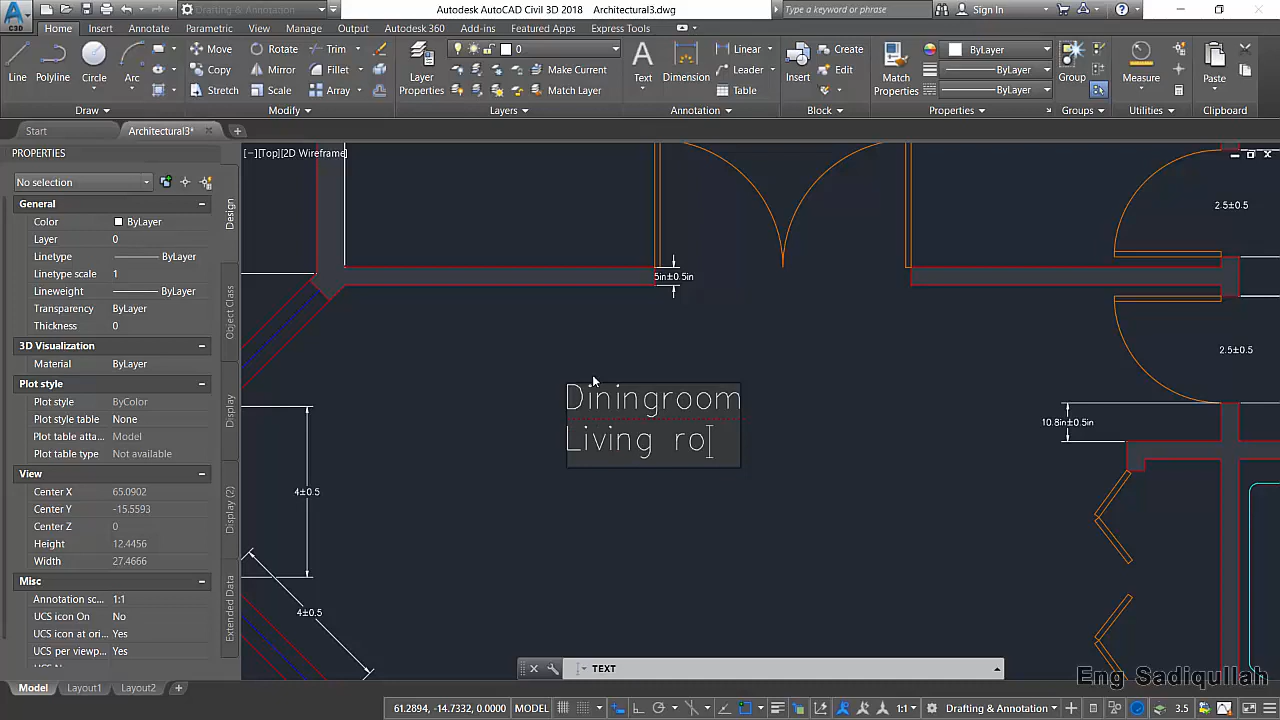 Drafting & Annotation
Autodesk AutoCAD Civil 3D 2018 Architectural3.dwg
Type a keyword or phrase
Sign In
C3D
Home Insert Annotate Parametric View Manage Output Autodesk 360 Add-ins Featured Apps Express Tools
Line Polyline Circle Arc
Move Rotate Trim
Copy Mirror Fillet
Stretch Scale Array
Layer Properties
0
Make Current
Match Layer
Text Dimension
Linear
Leader
Table
Insert
Create
Edit
Match Properties
ByLayer
ByLayer
ByLayer
Group
Measure
Paste
Draw Modify Layers Annotation Block Properties Groups Utilities Clipboard
Start Architectural3*
PROPERTIES
No selection
General
Color ByLayer
Layer 0
Linetype ByLayer
Linetype scale 1
Lineweight ByLayer
Transparency ByLayer
Thickness 0
3D Visualization
Material ByLayer
Plot style
Plot style ByColor
Plot style table None
Plot table atta... Model
Plot table type Not available
View
Center X 65.0902
Center Y -15.5593
Center Z 0
Height 12.4456
Width 27.4666
Misc
Annotation sc... 1:1
UCS icon On No
UCS icon at ori... Yes
UCS per viewp... Yes
Design
Object Class
Display
Display (2)
Extended Data
[−][Top][2D Wireframe]
2.5±0.5
5in±0.5in
2.5±0.5
Diningroom
Living ro
10.8in±0.5in
4±0.5
4±0.5
TEXT
Eng Sadiqullah
Model Layout1 Layout2
61.2894, -14.7332, 0.0000 MODEL
1:1
Drafting & Annotation
3.5